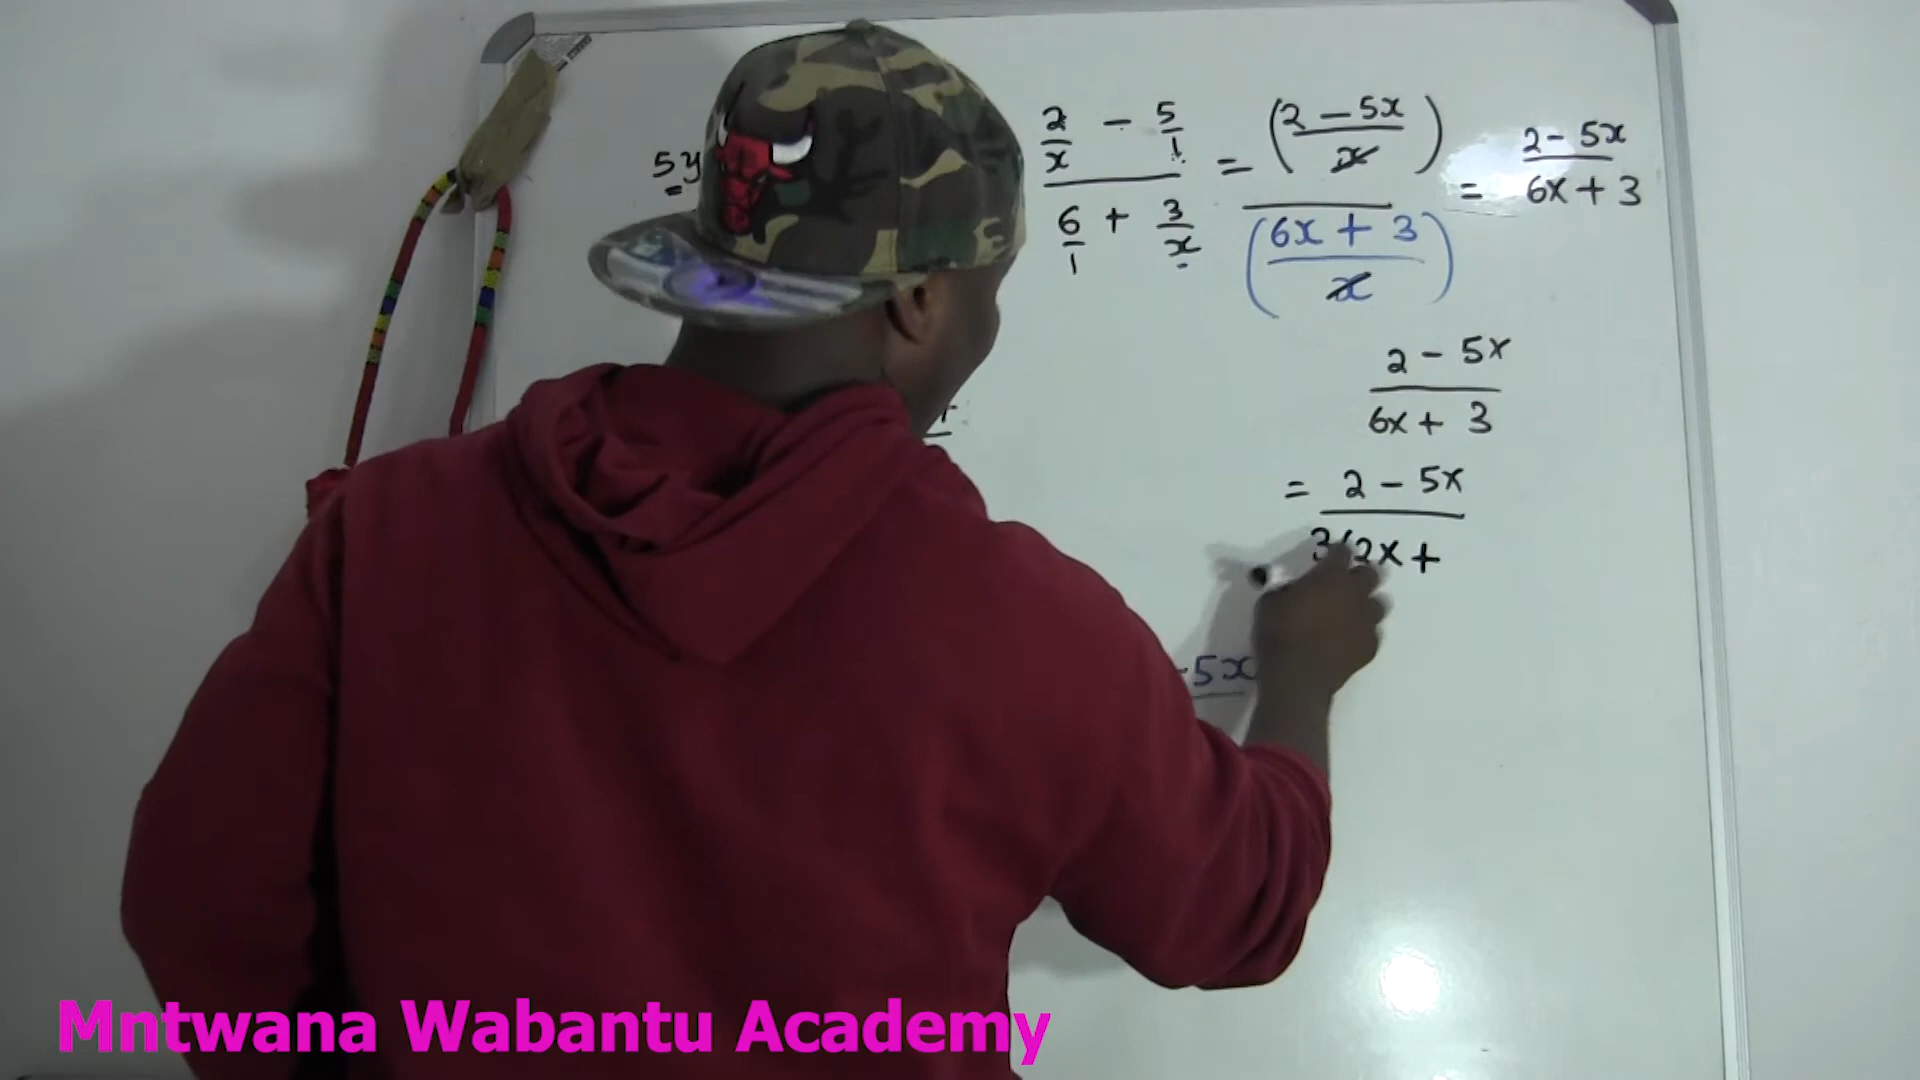 5y
2/x - 5/1 / 6/1 + 3/x = (2 - 5x / x) / (6x + 3 / x) = 2 - 5x / 6x + 3
2 - 5x
6x + 3
= 2 - 5x
3(2x +
-5x
Mntwana Wabantu Academy